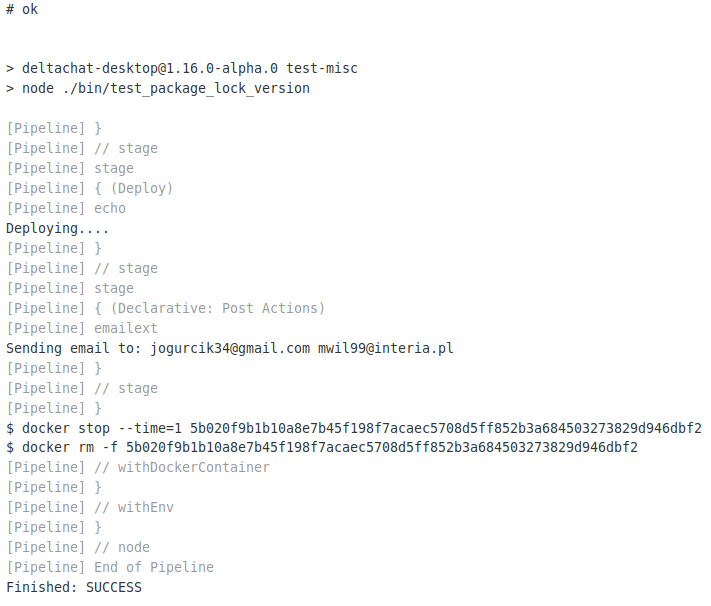 # ok
> deltachat-desktop@1.16.0-alpha.0 test-misc
> node ./bin/test_package_lock_version
[Pipeline] }
[Pipeline] // stage
[Pipeline] stage
[Pipeline] { (Deploy)
[Pipeline] echo
Deploying....
[Pipeline] }
[Pipeline] // stage
[Pipeline] stage
[Pipeline] { (Declarative: Post Actions)
[Pipeline] emailext
Sending email to: jogurcik34@gmail.com mwil99@interia.pl
[Pipeline] }
[Pipeline] // stage
[Pipeline] }
$ docker stop --time=1 5b020f9b1b10a8e7b45f198f7acaec5708d5ff852b3a684503273829d946dbf2
$ docker rm -f 5b020f9b1b10a8e7b45f198f7acaec5708d5ff852b3a684503273829d946dbf2
[Pipeline] // withDockerContainer
[Pipeline] }
[Pipeline] // withEnv
[Pipeline] }
[Pipeline] // node
[Pipeline] End of Pipeline
Finished: SUCCESS